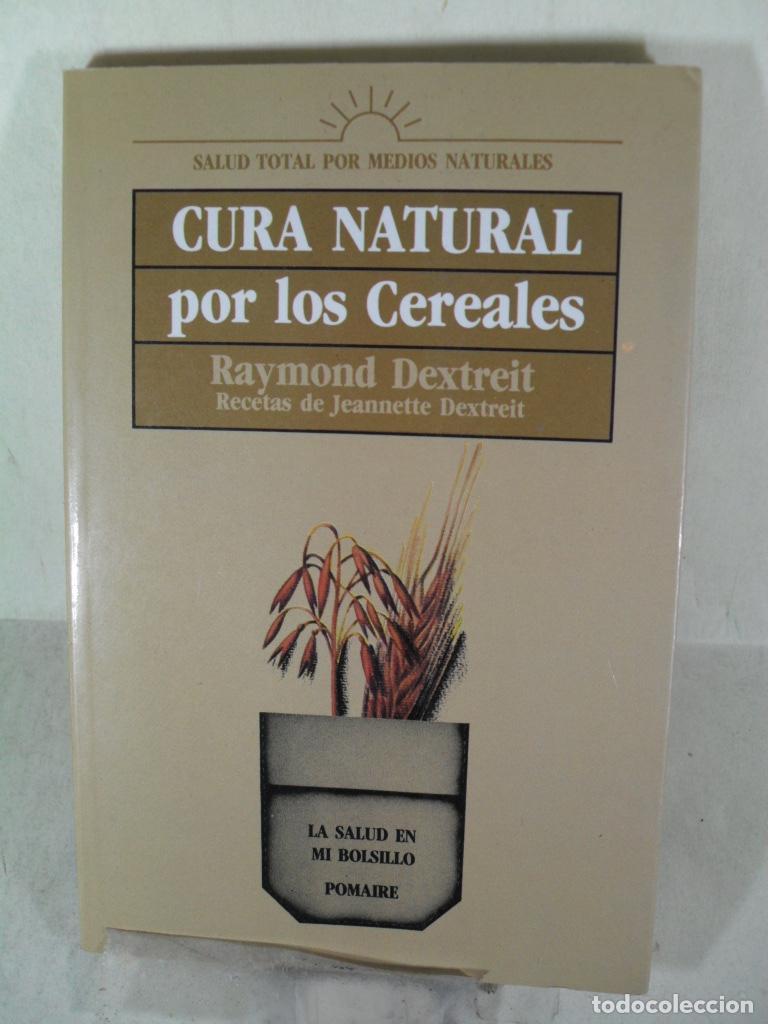 SALUD TOTAL POR MEDIOS NATURALES
CURA NATURAL
por los Cereales
Raymond Dextreit
Recetas de Jeannette Dextreit
LA SALUD EN
MI BOLSILLO
POMAIRE
todocoleccion